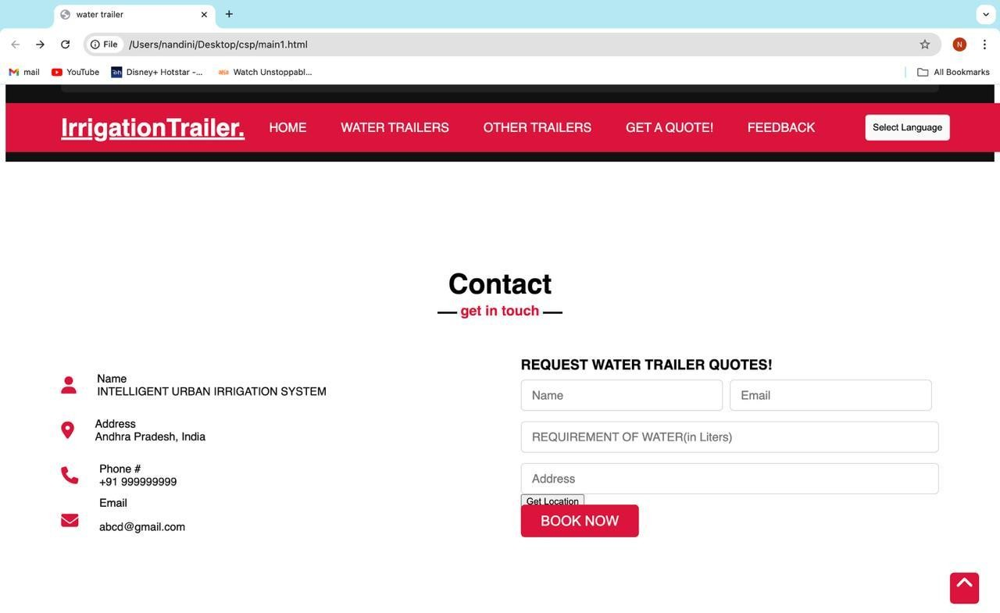 water trailer
File
/Users/nandini/Desktop/csp/main1.html
N
mail
YouTube
Disney+ Hotstar -...
Watch Unstoppabl...
All Bookmarks
IrrigationTrailer.
HOME
WATER TRAILERS
OTHER TRAILERS
GET A QUOTE!
FEEDBACK
Select Language
Contact
get in touch
Name
INTELLIGENT URBAN IRRIGATION SYSTEM
Address
Andhra Pradesh, India
Phone #
+91 999999999
Email
abcd@gmail.com
REQUEST WATER TRAILER QUOTES!
Name
Email
REQUIREMENT OF WATER(in Liters)
Address
Get Location
BOOK NOW